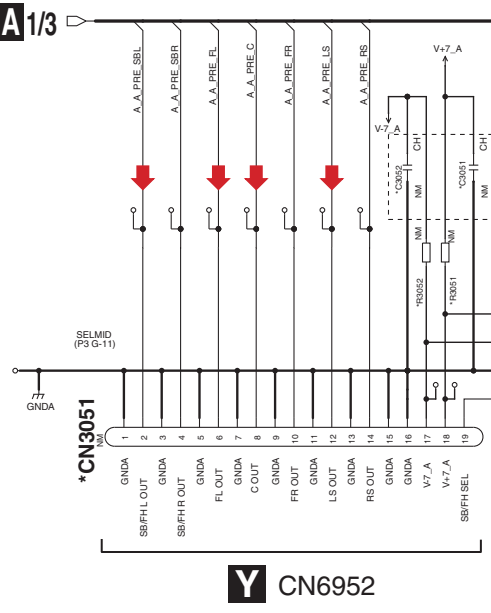 A 1/3
A_A_PRE_SBL
A_A_PRE_SBR
A_A_PRE_FL
A_A_PRE_C
A_A_PRE_FR
A_A_PRE_LS
A_A_PRE_RS
V+7_A
V-7_A
CH
*C3052
NM
CH
*C3051
NM
NM
*R3052
NM
*R3051
SELMID
(P3 G-11)
GNDA
*CN3051
NM
1 2 3 4 5 6 7 8 9 10 11 12 13 14 15 16 17 18 19
GNDA
SB/FH L OUT
GNDA
SB/FH R OUT
GNDA
FL OUT
GNDA
C OUT
GNDA
FR OUT
GNDA
LS OUT
GNDA
RS OUT
GNDA
GNDA
V-7_A
V+7_A
SB/FH SEL
Y CN6952